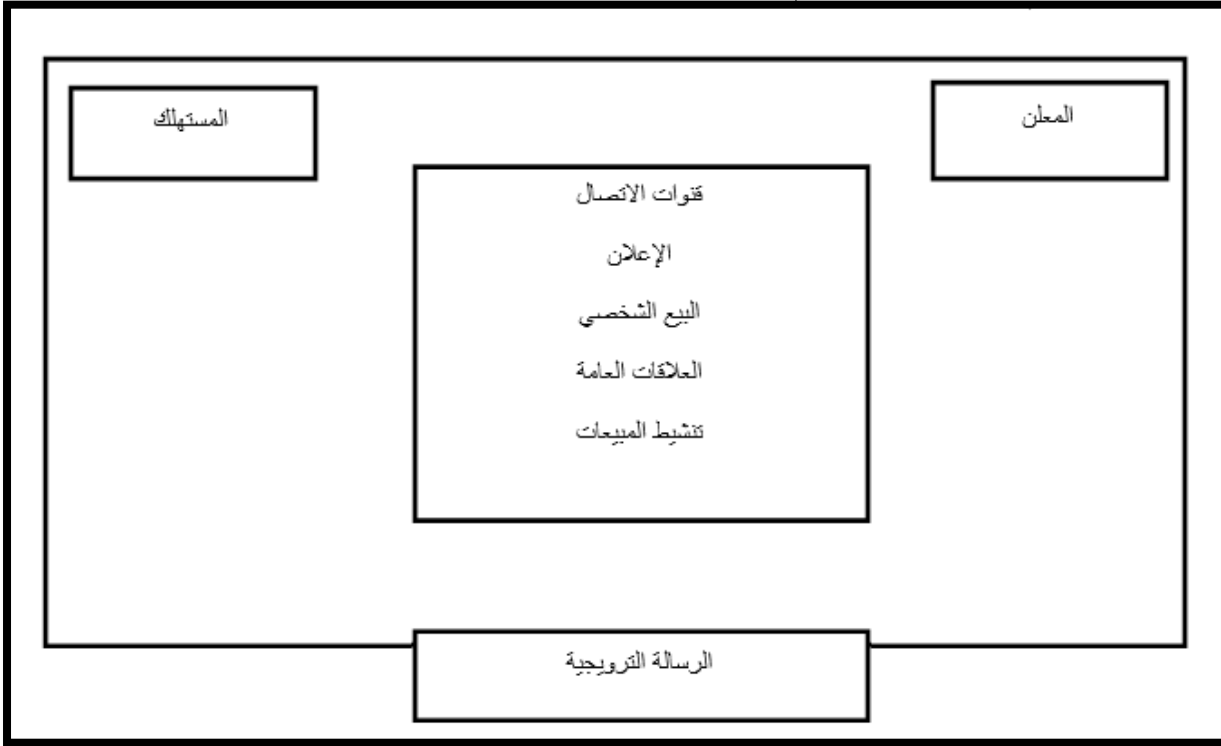 المعلن
المستهلك
قنوات الاتصال
الإعلان
البيع الشخصي
العلاقات العامة
تنشيط المبيعات
الرسالة الترويجية